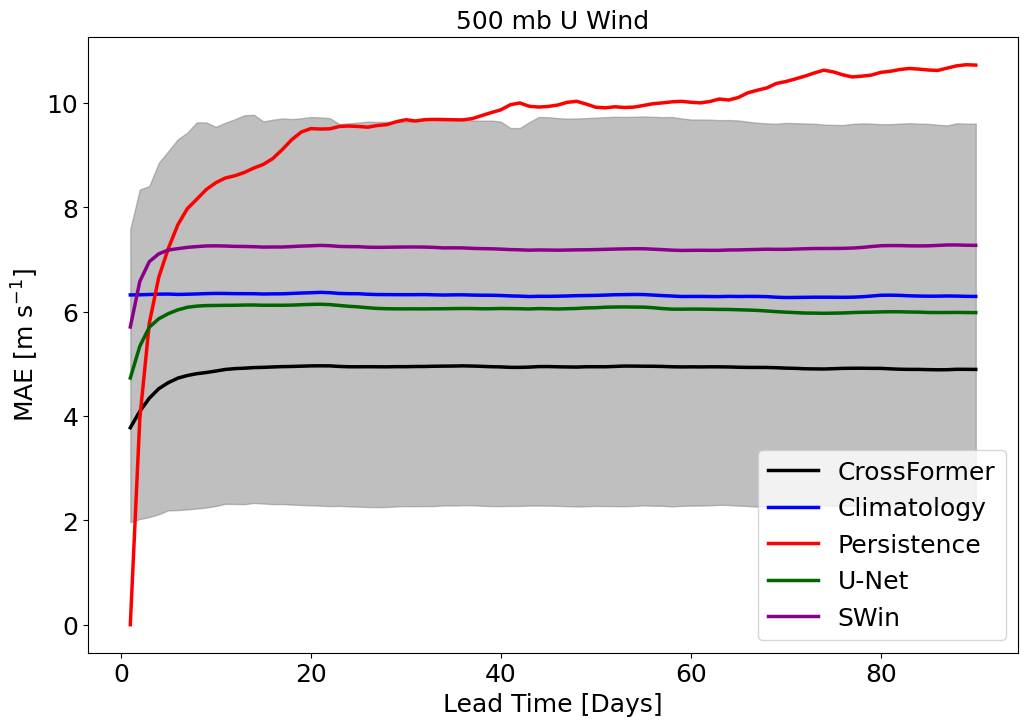 500 mb U Wind
MAE [m s⁻¹]
10
8
6
4
2
0
0 20 40 60 80
Lead Time [Days]
CrossFormer
Climatology
Persistence
U-Net
SWin